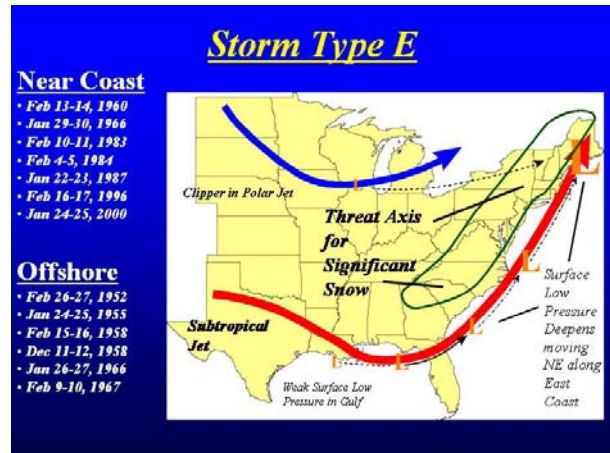 Storm Type E
Near Coast
• Feb 13-14, 1960
• Jan 29-30, 1966
• Feb 10-11, 1983
• Feb 4-5, 1984
• Jan 22-23, 1987
• Feb 16-17, 1996
• Jan 24-25, 2000
Offshore
• Feb 26-27, 1952
• Jan 24-25, 1955
• Feb 15-16, 1958
• Dec 11-12, 1958
• Jan 26-27, 1966
• Feb 9-10, 1967
L
Clipper in Polar Jet
Threat Axis
for
Significant
Snow
L
L
Surface
Low
Pressure
Deepens
moving
NE along
East
Coast
Subtropical
Jet
L
L
L
Weak Surface Low
Pressure in Gulf